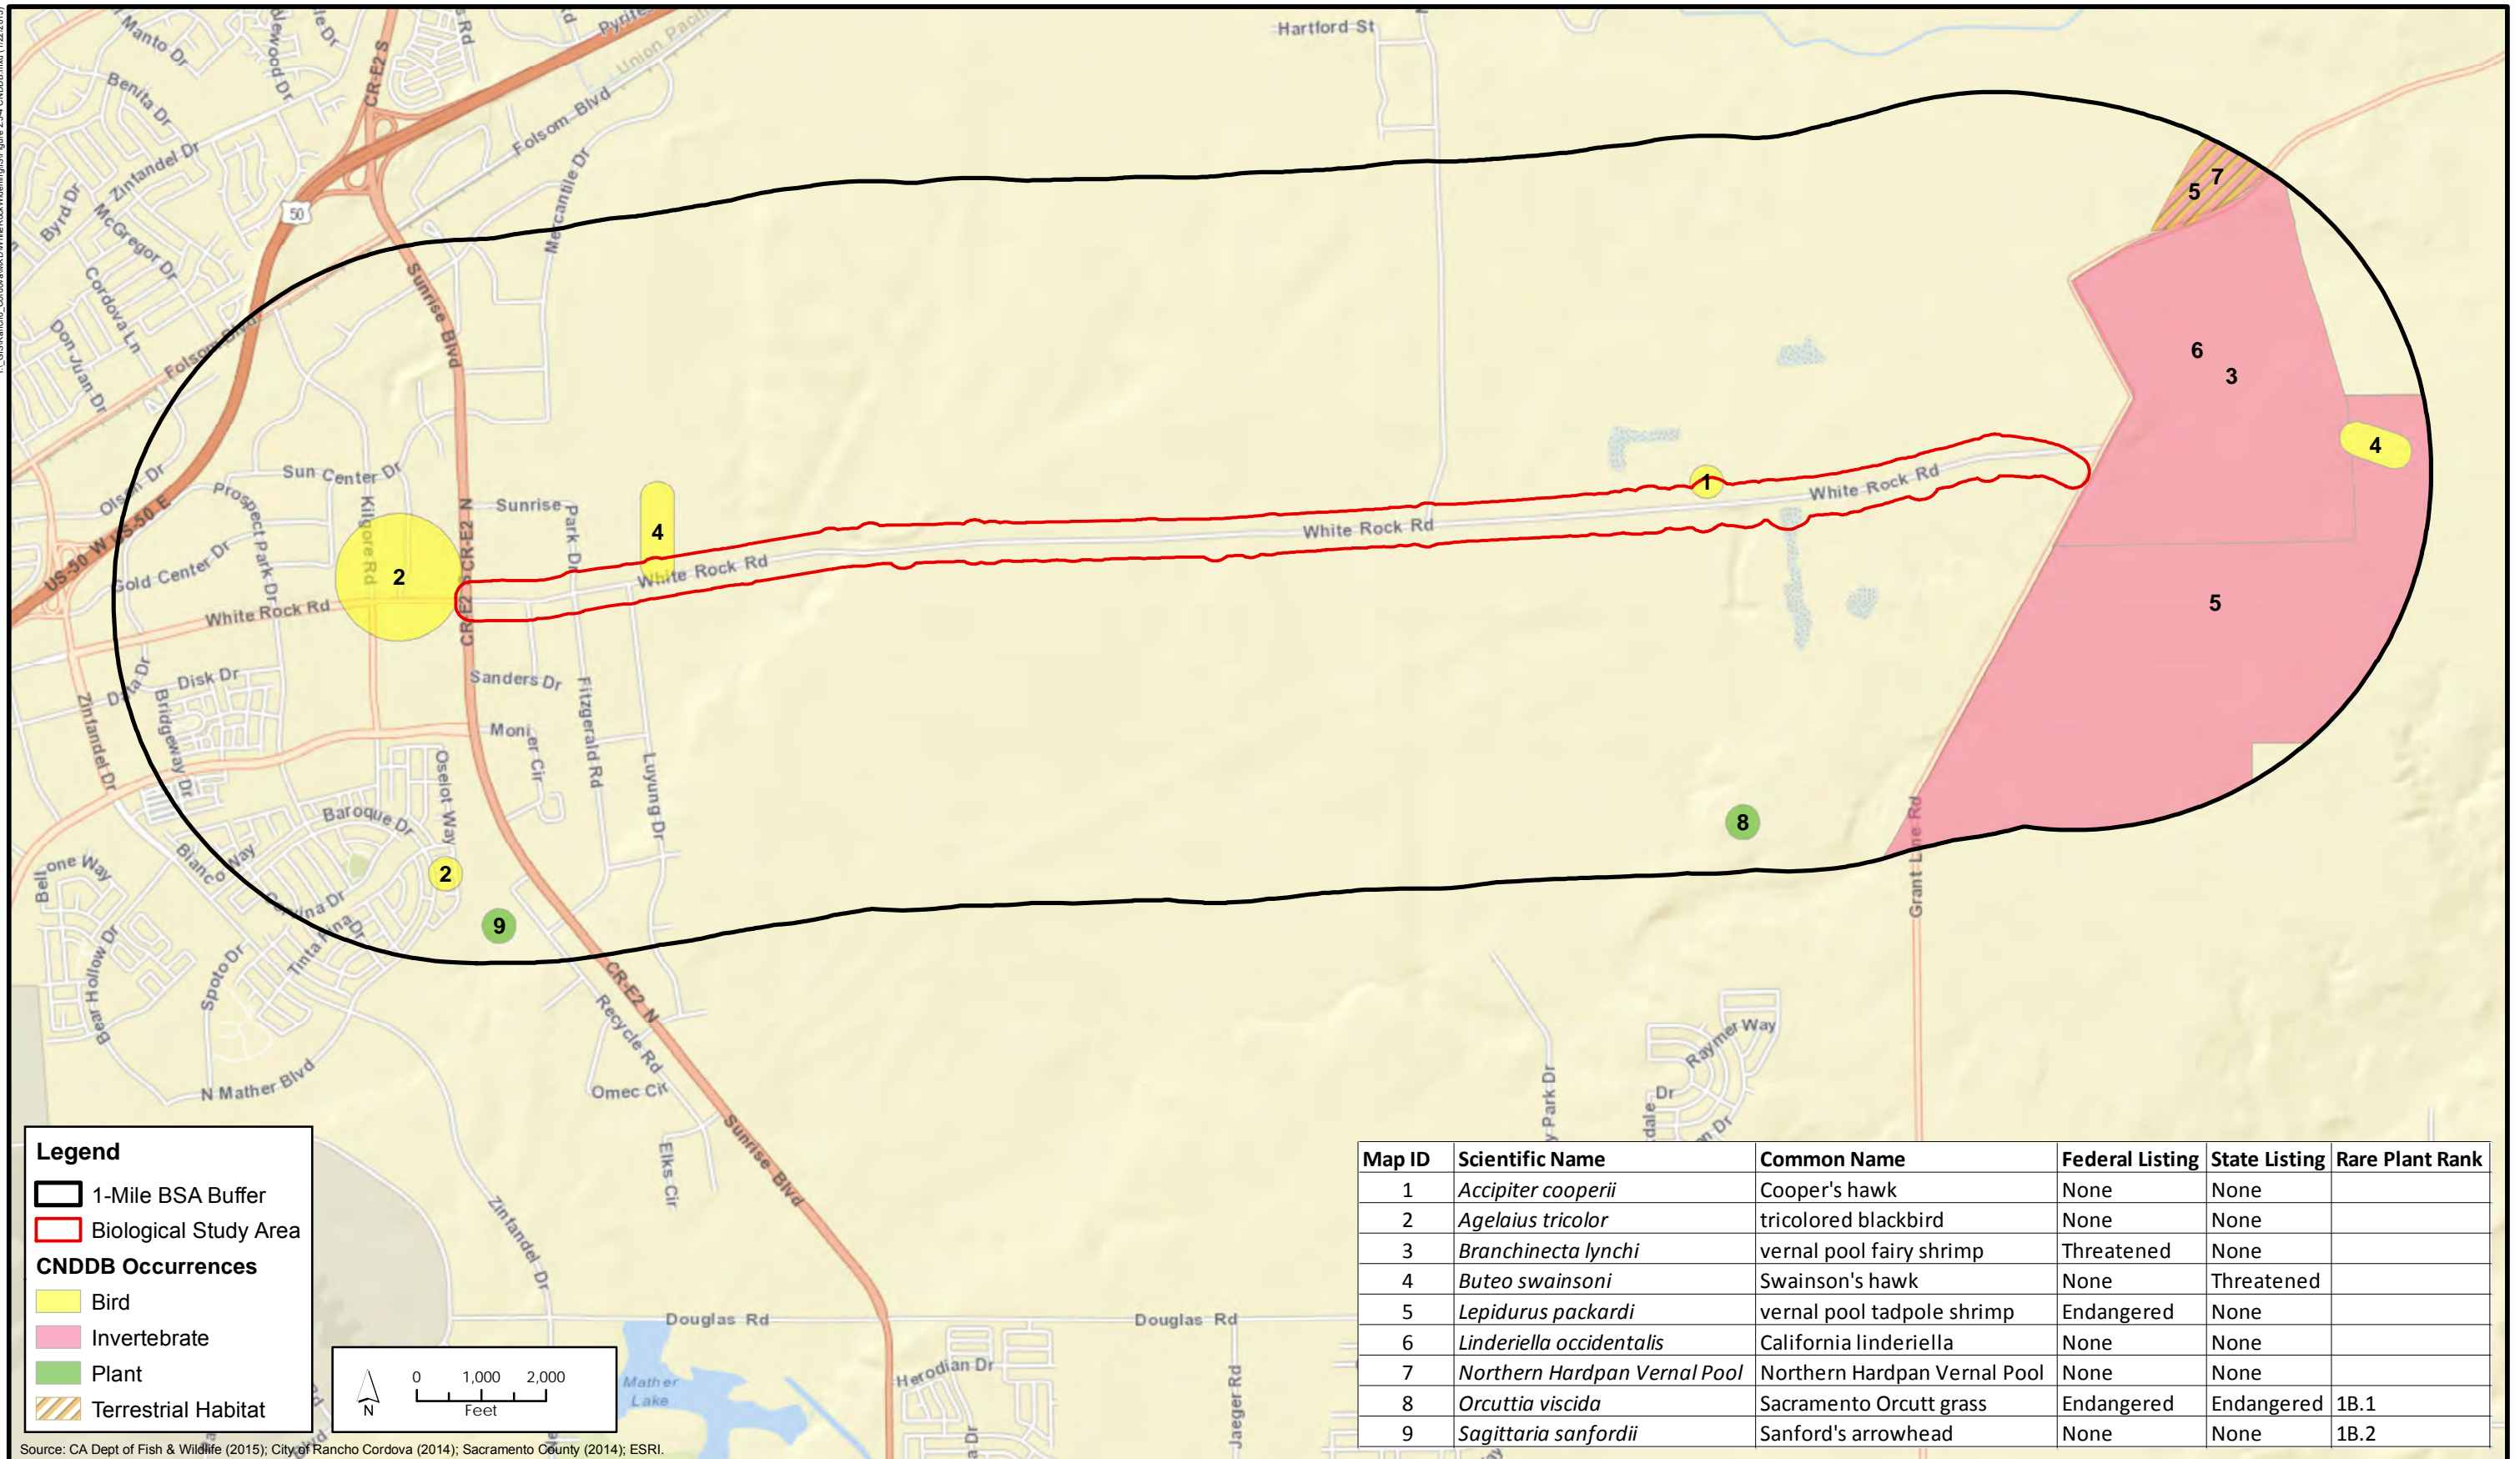 Manto Dr
Benita Dr
Zinfandel Dr
Byrd Dr
McGregor Dr
Cordova Ln
Don Juan Dr
Folsom Blvd
CR-E2 S
50
Union Pacific
Folsom Blvd
Mercantile Dr
Sunrise Blvd
Hartford St
5
7
6
3
4
1
Olson Dr
Prospect Park Dr
Sun Center Dr
Kilgore Rd
Gold Center Dr
US-50 W
US-50 E
White Rock Rd
2
CR-E2 N
Sunrise Park Dr
4
White Rock Rd
White Rock Rd
White Rock Rd
5
Data Dr
Disk Dr
Zinfandel Dr
Bridgeway Dr
Sanders Dr
Fitzgerald Rd
Monier Cir
Luyung Dr
Oselot Way
Baroque Dr
Blanco Way
2
9
8
Grant Line Rd
Bear Hollow Dr
Spoto Dr
N Mather Blvd
CR-E2 N
Recycle Rd
Omec Cir
Elks Cir
Sunrise Blvd
Zinfandel Dr
Raymer Way
y Park Dr
dale Dr
Douglas Rd
Douglas Rd
Mather
Lake
Herodian Dr
Jaeger Rd
Legend
1-Mile BSA Buffer
Biological Study Area
CNDDB Occurrences
Bird
Invertebrate
Plant
Terrestrial Habitat
N
0 1,000 2,000
Feet
Source: CA Dept of Fish & Wildlife (2015); City of Rancho Cordova (2014); Sacramento County (2014); ESRI.
Map ID Scientific Name Common Name Federal Listing State Listing Rare Plant Rank
1 Accipiter cooperii Cooper's hawk None None
2 Agelaius tricolor tricolored blackbird None None
3 Branchinecta lynchi vernal pool fairy shrimp Threatened None
4 Buteo swainsoni Swainson's hawk None Threatened
5 Lepidurus packardi vernal pool tadpole shrimp Endangered None
6 Linderiella occidentalis California linderiella None None
7 Northern Hardpan Vernal Pool Northern Hardpan Vernal Pool None None
8 Orcuttia viscida Sacramento Orcutt grass Endangered Endangered 1B.1
9 Sagittaria sanfordii Sanford's arrowhead None None 1B.2